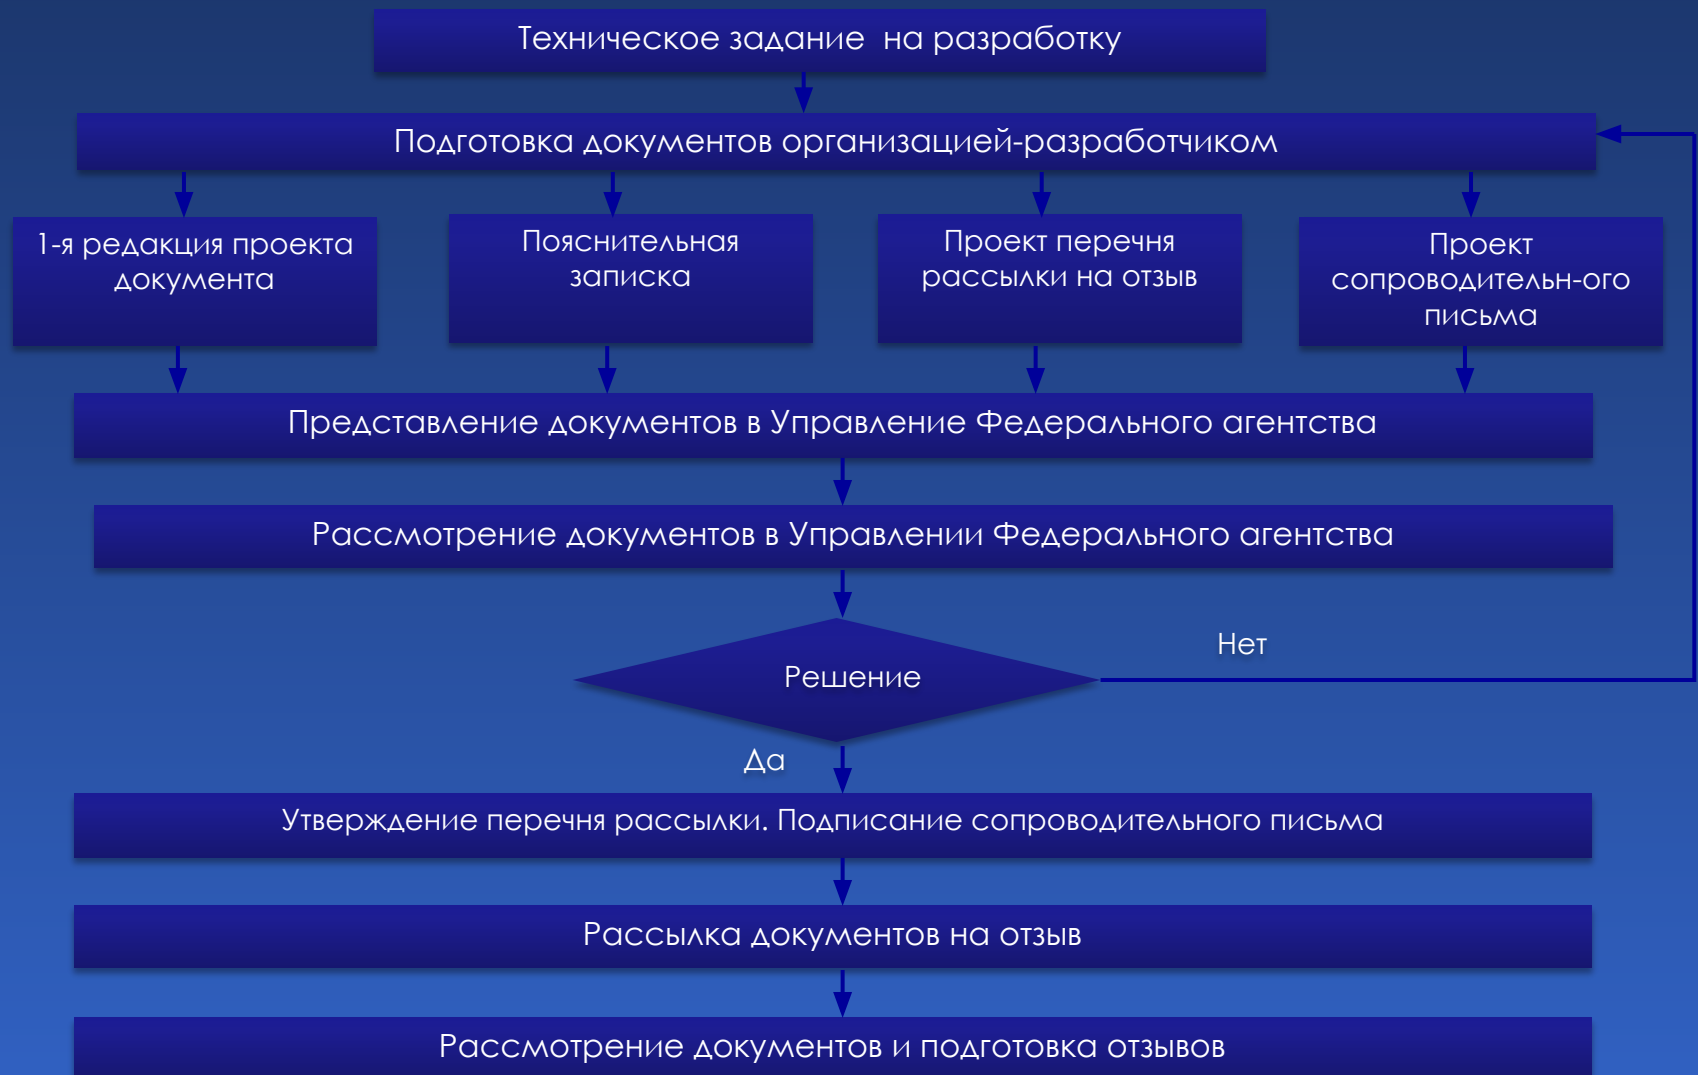 Техническое задание  на разработку
Подготовка документов организацией-разработчиком
1-я редакция проекта
документа
Пояснительная
записка
Проект перечня
рассылки на отзыв
Проект
сопроводительн-ого
письма
Представление документов в Управление Федерального агентства
Рассмотрение документов в Управлении Федерального агентства
Решение
Нет
Да
Утверждение перечня рассылки. Подписание сопроводительного письма
Рассылка документов на отзыв
Рассмотрение документов и подготовка отзывов